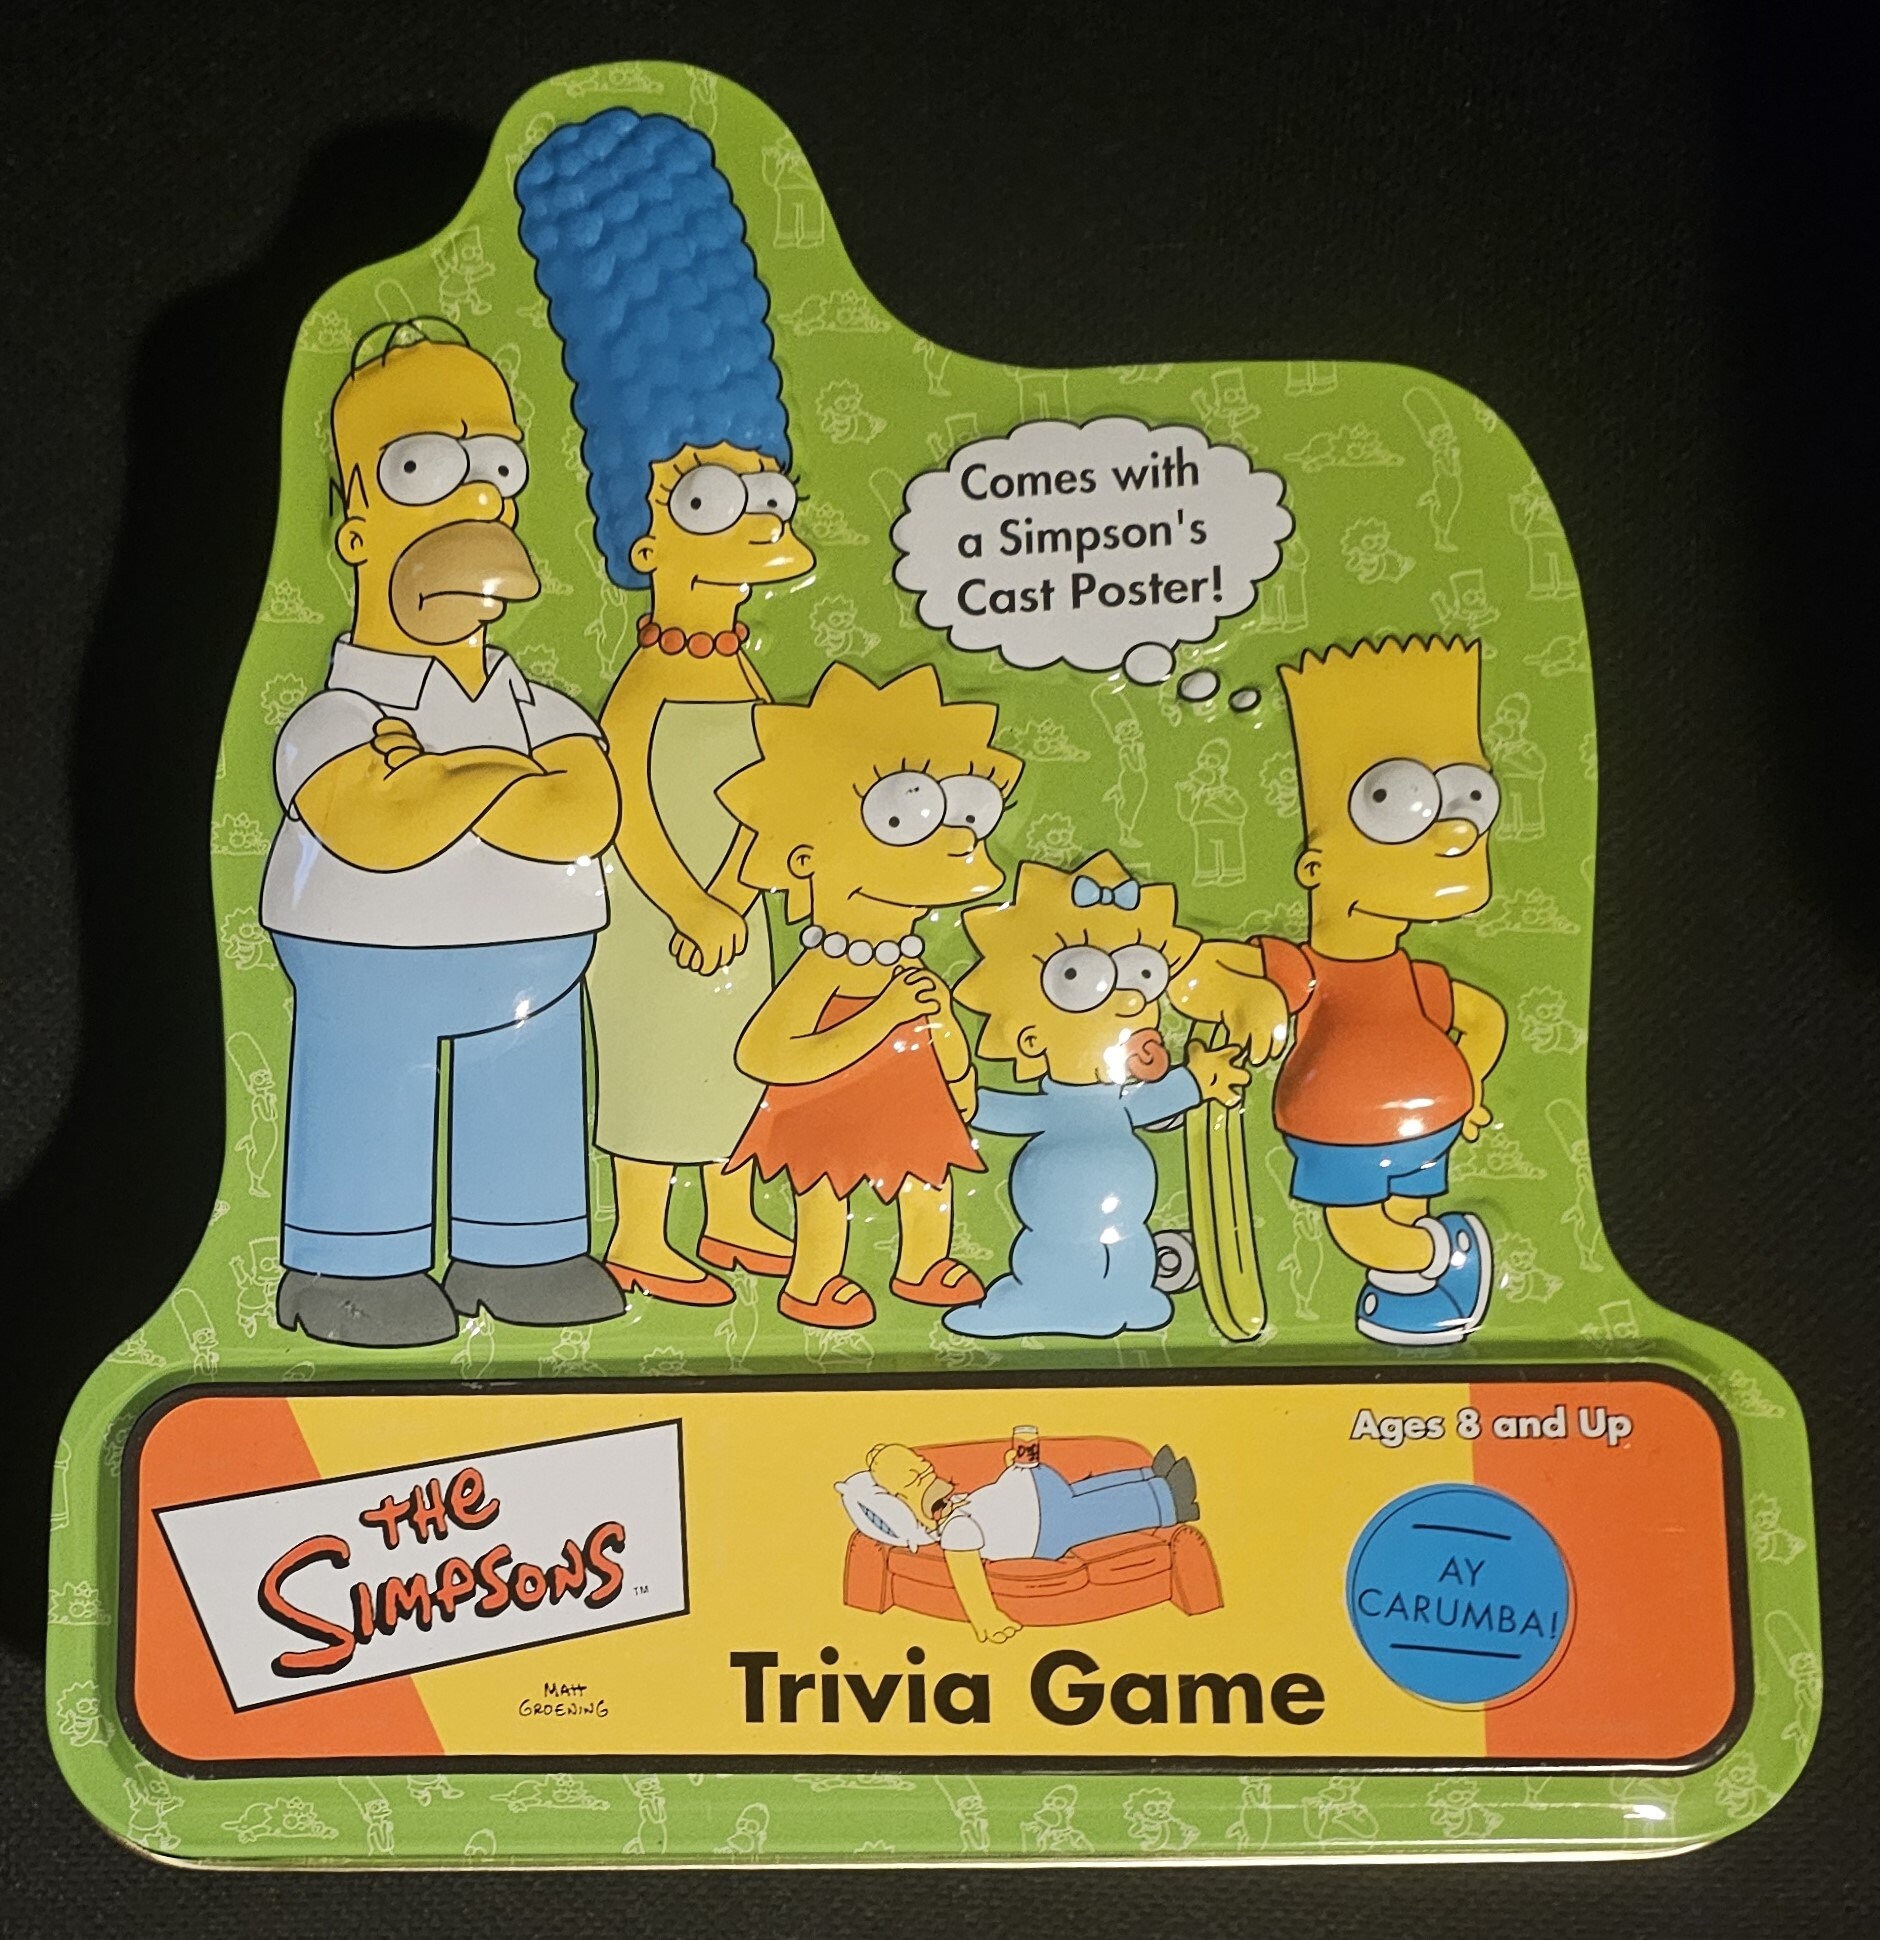 Comes with
a Simpson's
Cast Poster!
Ages 8 and Up
THe
SIMPSONS
TM
MATT
GROENING
AY
CARUMBA!
Trivia Game